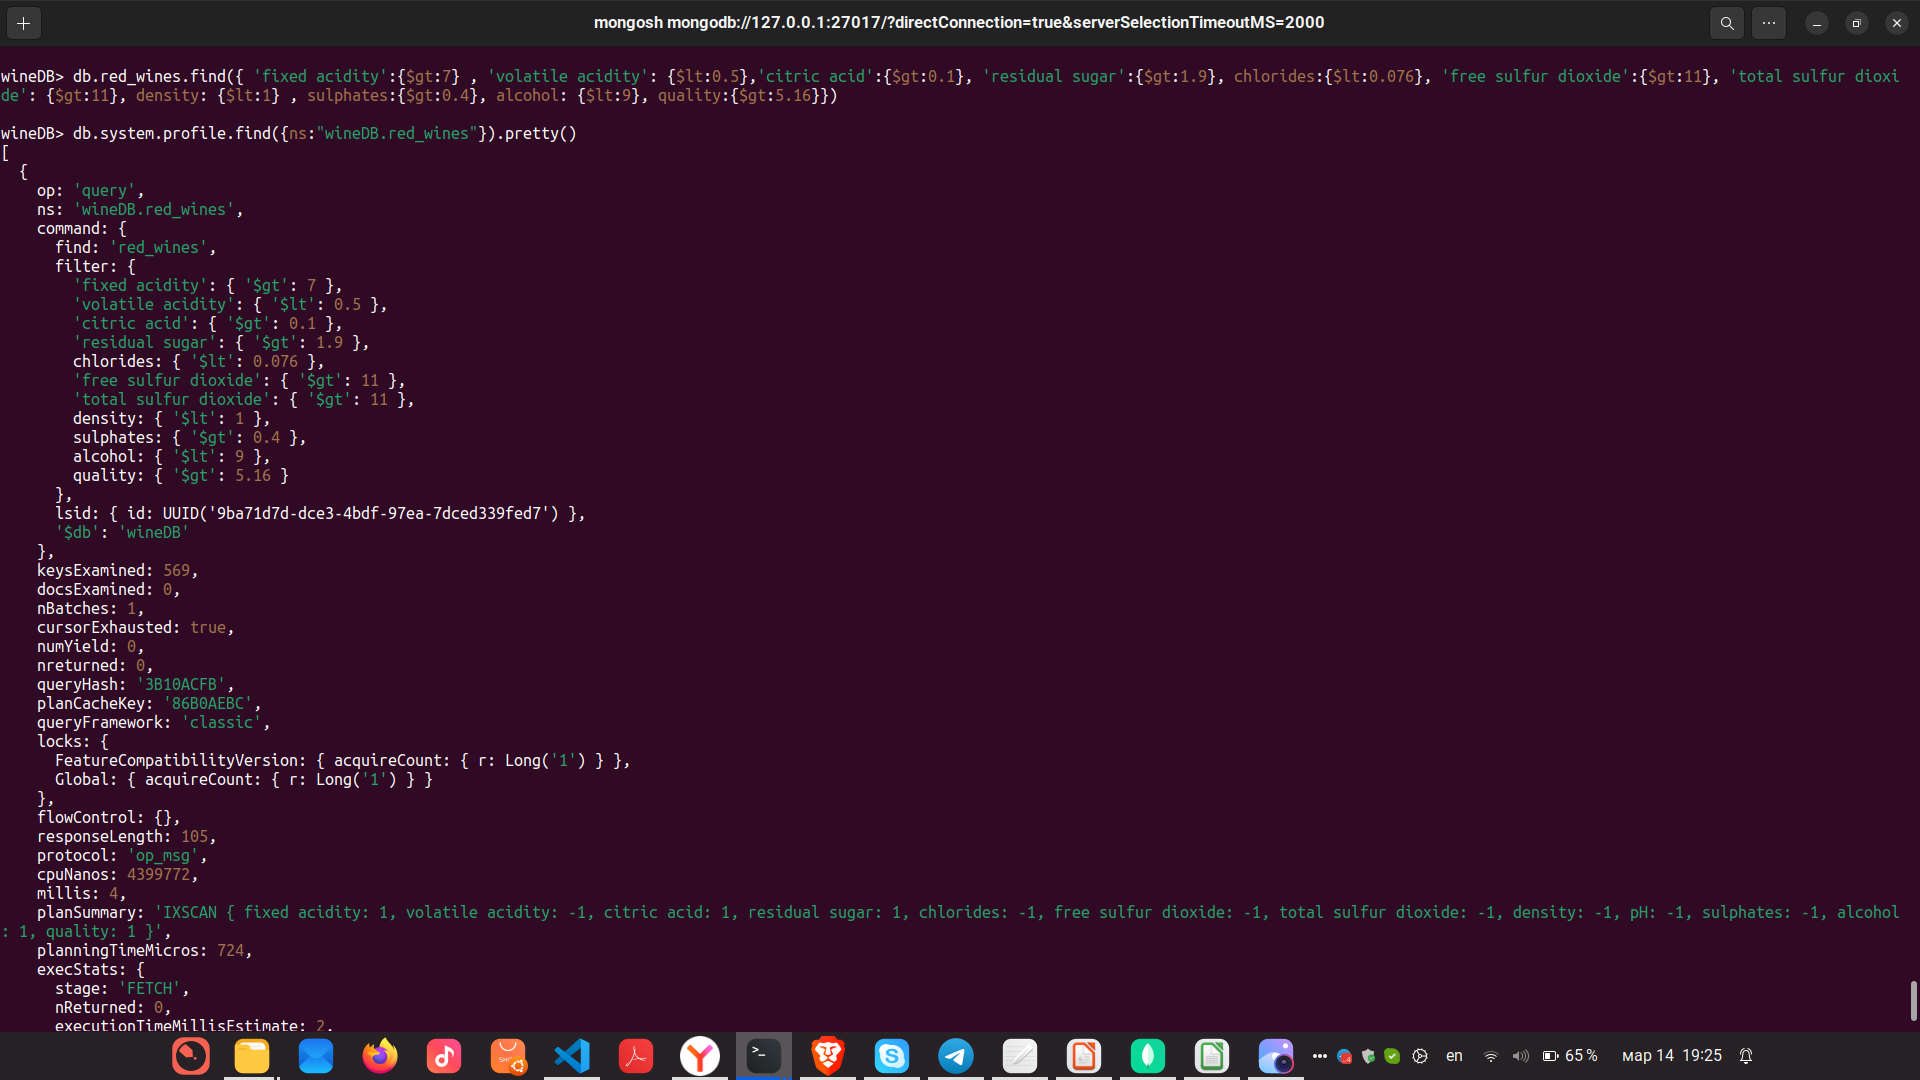 mongosh mongodb://127.0.0.1:27017/?directConnection=true&serverSelectionTimeoutMS=2000
wineDB> db.red_wines.find({ 'fixed acidity':{$gt:7} , 'volatile acidity': {$lt:0.5},'citric acid':{$gt:0.1}, 'residual sugar':{$gt:1.9}, chlorides:{$lt:0.076}, 'free sulfur dioxide':{$gt:11}, 'total sulfur dioxi
de': {$gt:11}, density: {$lt:1} , sulphates:{$gt:0.4}, alcohol: {$lt:9}, quality:{$gt:5.16}})
wineDB> db.system.profile.find({ns:"wineDB.red_wines"}).pretty()
[
  {
    op: 'query',
    ns: 'wineDB.red_wines',
    command: {
      find: 'red_wines',
      filter: {
        'fixed acidity': { '$gt': 7 },
        'volatile acidity': { '$lt': 0.5 },
        'citric acid': { '$gt': 0.1 },
        'residual sugar': { '$gt': 1.9 },
        chlorides: { '$lt': 0.076 },
        'free sulfur dioxide': { '$gt': 11 },
        'total sulfur dioxide': { '$gt': 11 },
        density: { '$lt': 1 },
        sulphates: { '$gt': 0.4 },
        alcohol: { '$lt': 9 },
        quality: { '$gt': 5.16 }
      },
      lsid: { id: UUID('9ba71d7d-dce3-4bdf-97ea-7dced339fed7') },
      '$db': 'wineDB'
    },
    keysExamined: 569,
    docsExamined: 0,
    nBatches: 1,
    cursorExhausted: true,
    numYield: 0,
    nreturned: 0,
    queryHash: '3B10ACFB',
    planCacheKey: '86B0AEBC',
    queryFramework: 'classic',
    locks: {
      FeatureCompatibilityVersion: { acquireCount: { r: Long('1') } },
      Global: { acquireCount: { r: Long('1') } }
    },
    flowControl: {},
    responseLength: 105,
    protocol: 'op_msg',
    cpuNanos: 4399772,
    millis: 4,
    planSummary: 'IXSCAN { fixed acidity: 1, volatile acidity: -1, citric acid: 1, residual sugar: 1, chlorides: -1, free sulfur dioxide: -1, total sulfur dioxide: -1, density: -1, pH: -1, sulphates: -1, alcohol
: 1, quality: 1 }',
    planningTimeMicros: 724,
    execStats: {
      stage: 'FETCH',
      nReturned: 0,
      executionTimeMillisEstimate: 2,
en 65 % мар 14 19:25